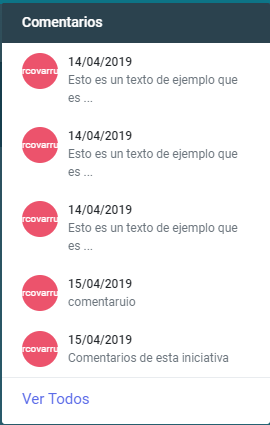 Comentarios
14/04/2019
rcovarru
Esto es un texto de ejemplo que
es ...
14/04/2019
rcovarru
Esto es un texto de ejemplo que
es ...
14/04/2019
rcovarru
Esto es un texto de ejemplo que
es ...
15/04/2019
rcovarru
comentaruio
15/04/2019
rcovarru
Comentarios de esta iniciativa
Ver Todos